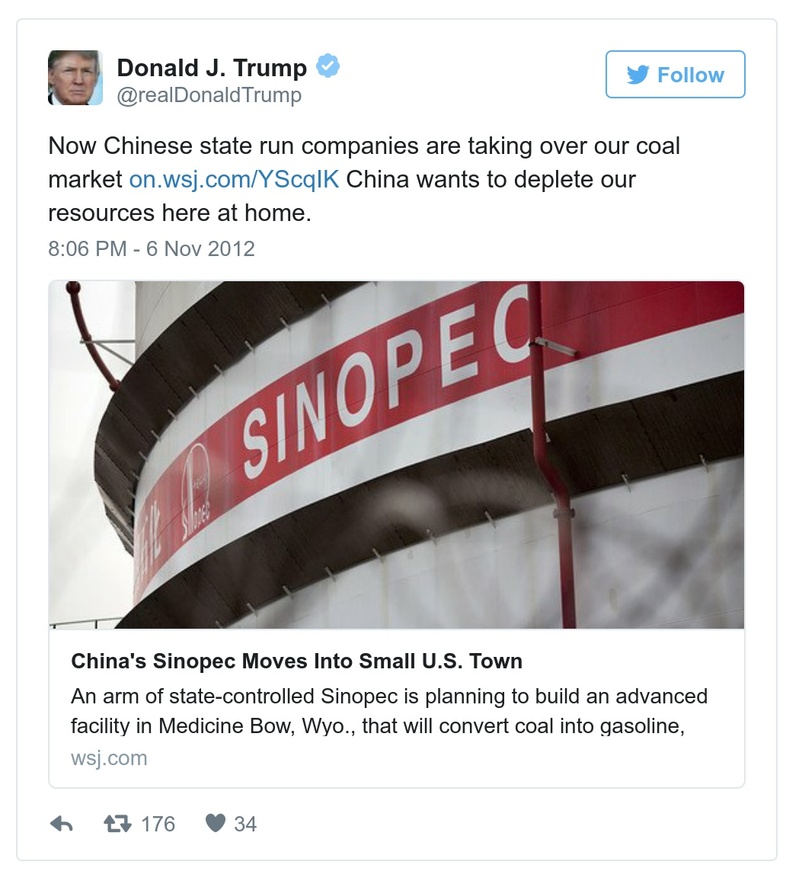 Donald J. Trump
@realDonaldTrump
Follow
Now Chinese state run companies are taking over our coal
market on.wsj.com/YScqIK China wants to deplete our
resources here at home.
8:06 PM - 6 Nov 2012
SINOPEC
China's Sinopec Moves Into Small U.S. Town
An arm of state-controlled Sinopec is planning to build an advanced
facility in Medicine Bow, Wyo., that will convert coal into gasoline,
wsj.com
176
34